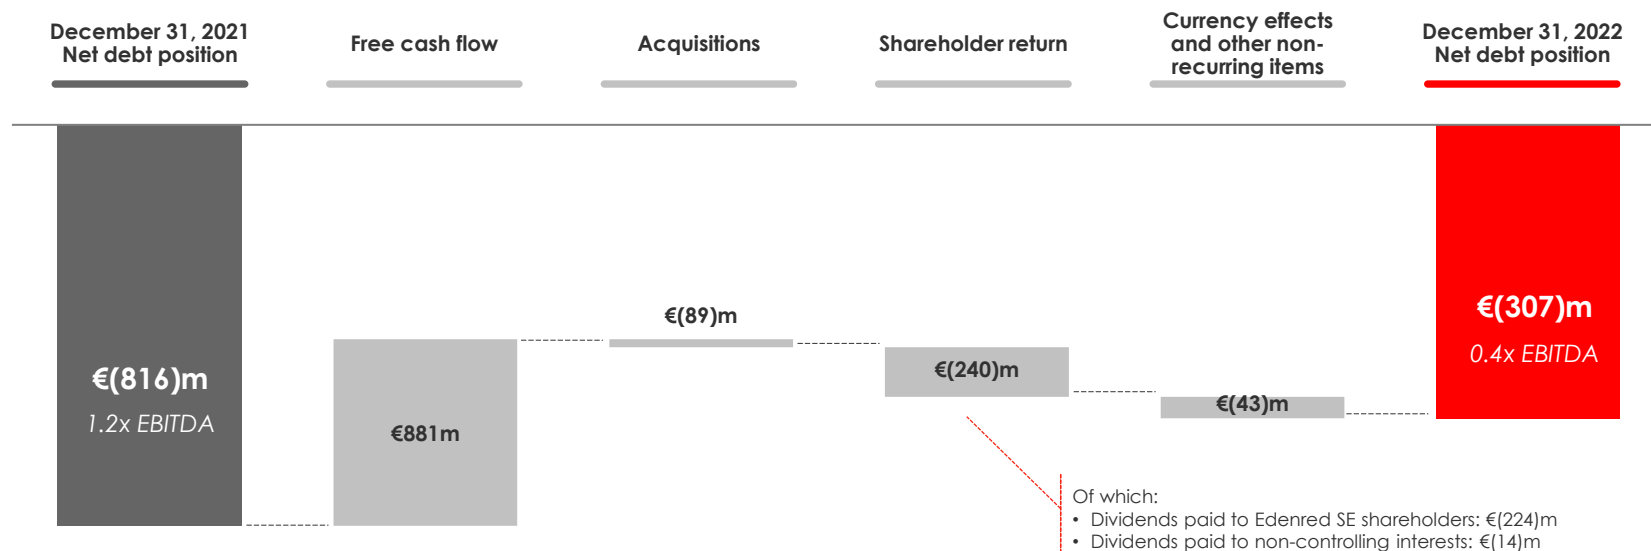 December 31, 2021
Net debt position
Free cash flow
Acquisitions
Shareholder return
Currency effects
and other non-
recurring items
December 31, 2022
Net debt position
€(816)m
1.2x EBITDA
€881m
€(89)m
€(240)m
€(43)m
€(307)m
0.4x EBITDA
Of which:
• Dividends paid to Edenred SE shareholders: €(224)m
• Dividends paid to non-controlling interests: €(14)m